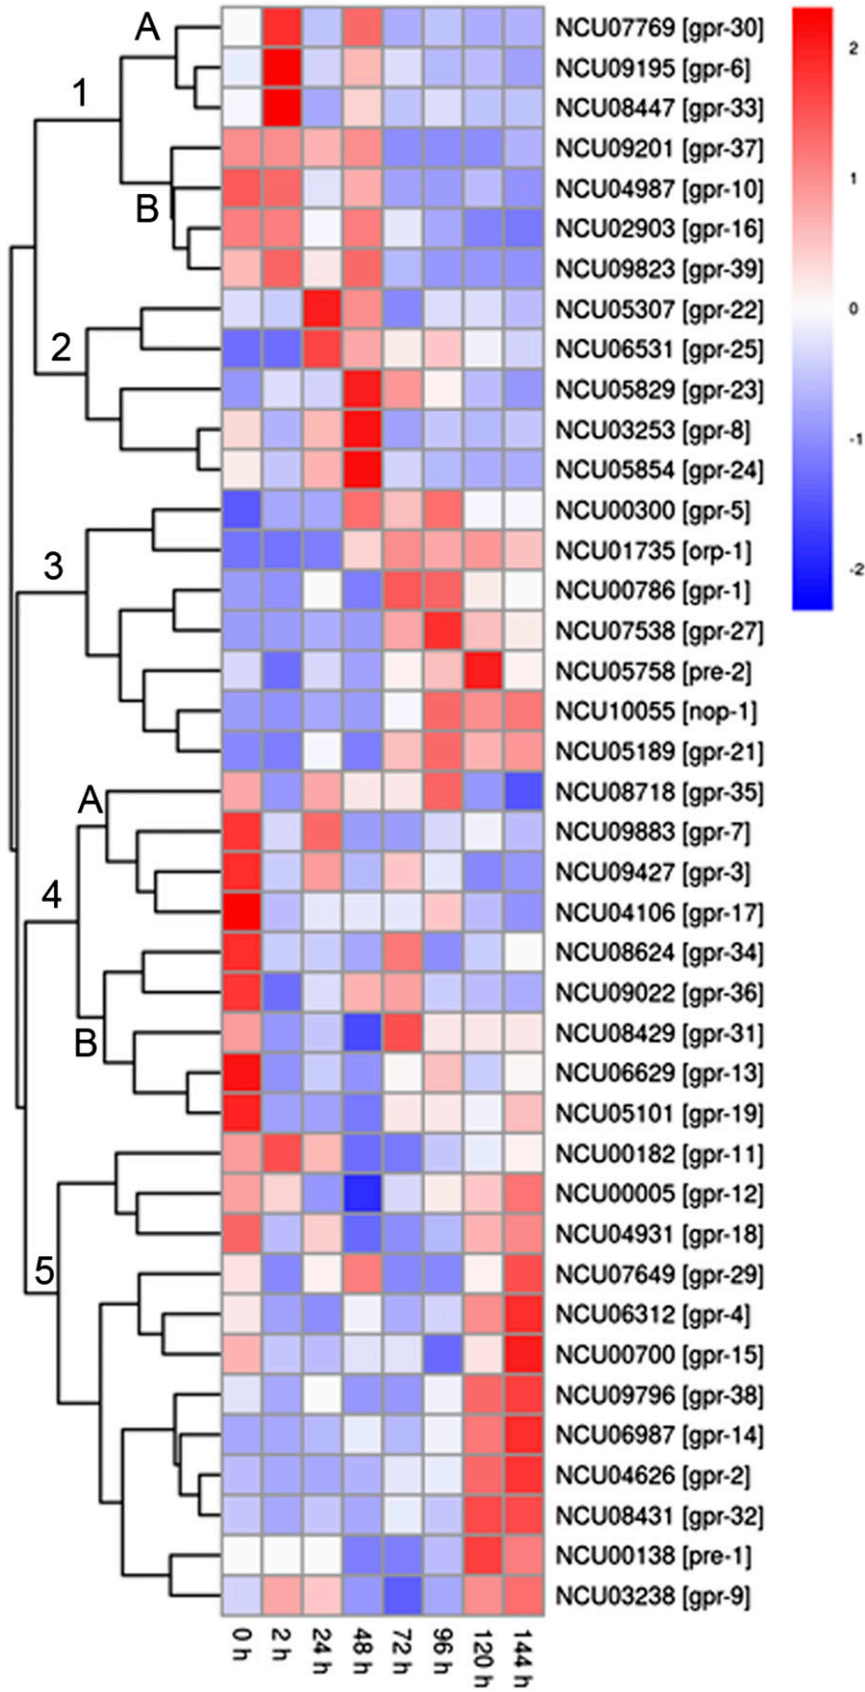 A
1
B
2
3
A
4
B
5
NCU07769 [gpr-30]
NCU09195 [gpr-6]
NCU08447 [gpr-33]
NCU09201 [gpr-37]
NCU04987 [gpr-10]
NCU02903 [gpr-16]
NCU09823 [gpr-39]
NCU05307 [gpr-22]
NCU06531 [gpr-25]
NCU05829 [gpr-23]
NCU03253 [gpr-8]
NCU05854 [gpr-24]
NCU00300 [gpr-5]
NCU01735 [orp-1]
NCU00786 [gpr-1]
NCU07538 [gpr-27]
NCU05758 [pre-2]
NCU10055 [nop-1]
NCU05189 [gpr-21]
NCU08718 [gpr-35]
NCU09883 [gpr-7]
NCU09427 [gpr-3]
NCU04106 [gpr-17]
NCU08624 [gpr-34]
NCU09022 [gpr-36]
NCU08429 [gpr-31]
NCU06629 [gpr-13]
NCU05101 [gpr-19]
NCU00182 [gpr-11]
NCU00005 [gpr-12]
NCU04931 [gpr-18]
NCU07649 [gpr-29]
NCU06312 [gpr-4]
NCU00700 [gpr-15]
NCU09796 [gpr-38]
NCU06987 [gpr-14]
NCU04626 [gpr-2]
NCU08431 [gpr-32]
NCU00138 [pre-1]
NCU03238 [gpr-9]
2
1
0
-1
-2
0 h
2 h
24 h
48 h
72 h
96 h
120 h
144 h